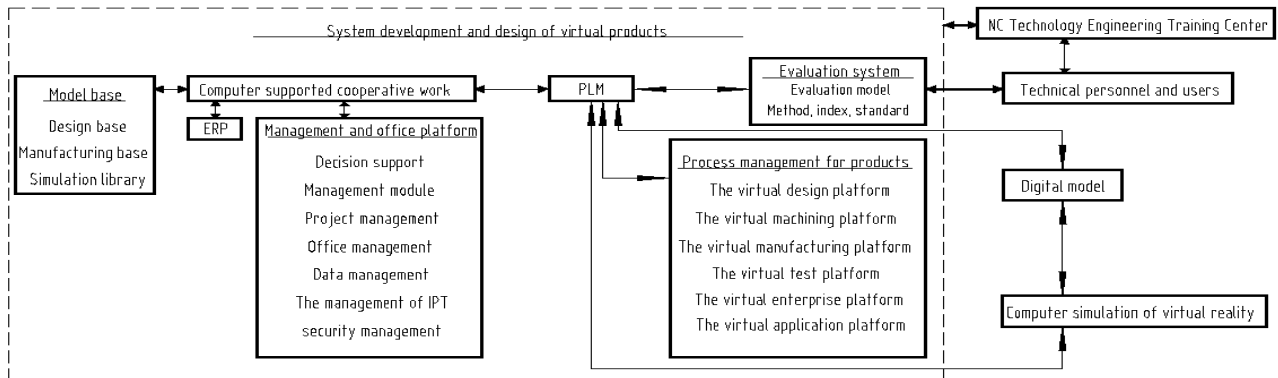 System development and design of virtual products
NC Technology Engineering Training Center
Model base
Design base
Manufacturing base
Simulation library
Computer supported cooperative work
ERP
Management and office platform
Decision support
Management module
Project management
Office management
Data management
The management of IPT
security management
PLM
Evaluation system
Evaluation model
Method, index, standard
Technical personnel and users
Process management for products
The virtual design platform
The virtual machining platform
The virtual manufacturing platform
The virtual test platform
The virtual enterprise platform
The virtual application platform
Digital model
Computer simulation of virtual reality